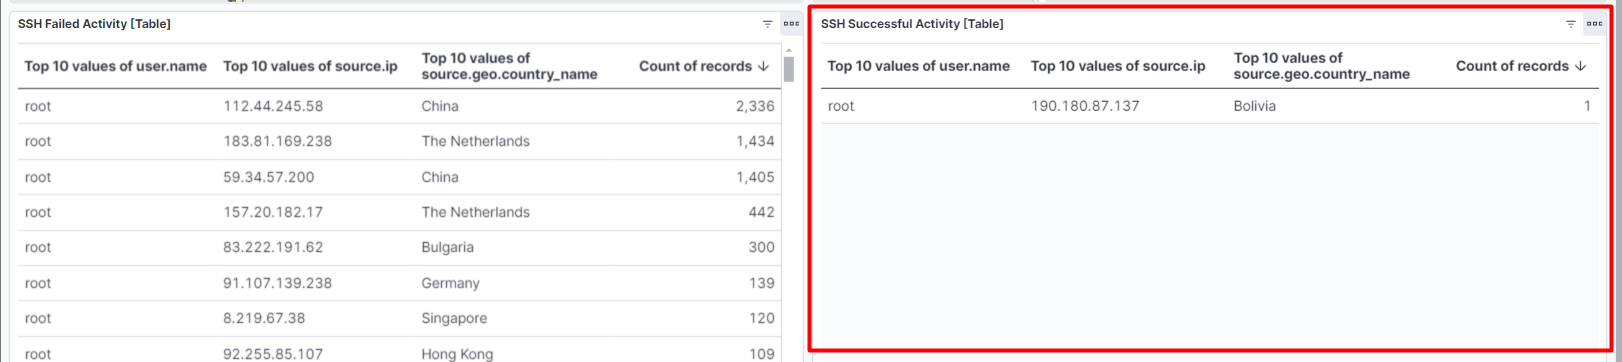 SSH Failed Activity [Table]
Top 10 values of user.name Top 10 values of source.ip Top 10 values of source.geo.country_name Count of records
root 112.44.245.58 China 2,336
root 183.81.169.238 The Netherlands 1,434
root 59.34.57.200 China 1,405
root 157.20.182.17 The Netherlands 442
root 83.222.191.62 Bulgaria 300
root 91.107.139.238 Germany 139
root 8.219.67.38 Singapore 120
root 92.255.85.107 Hong Kong 109
SSH Successful Activity [Table]
Top 10 values of user.name Top 10 values of source.ip Top 10 values of source.geo.country_name Count of records
root 190.180.87.137 Bolivia 1